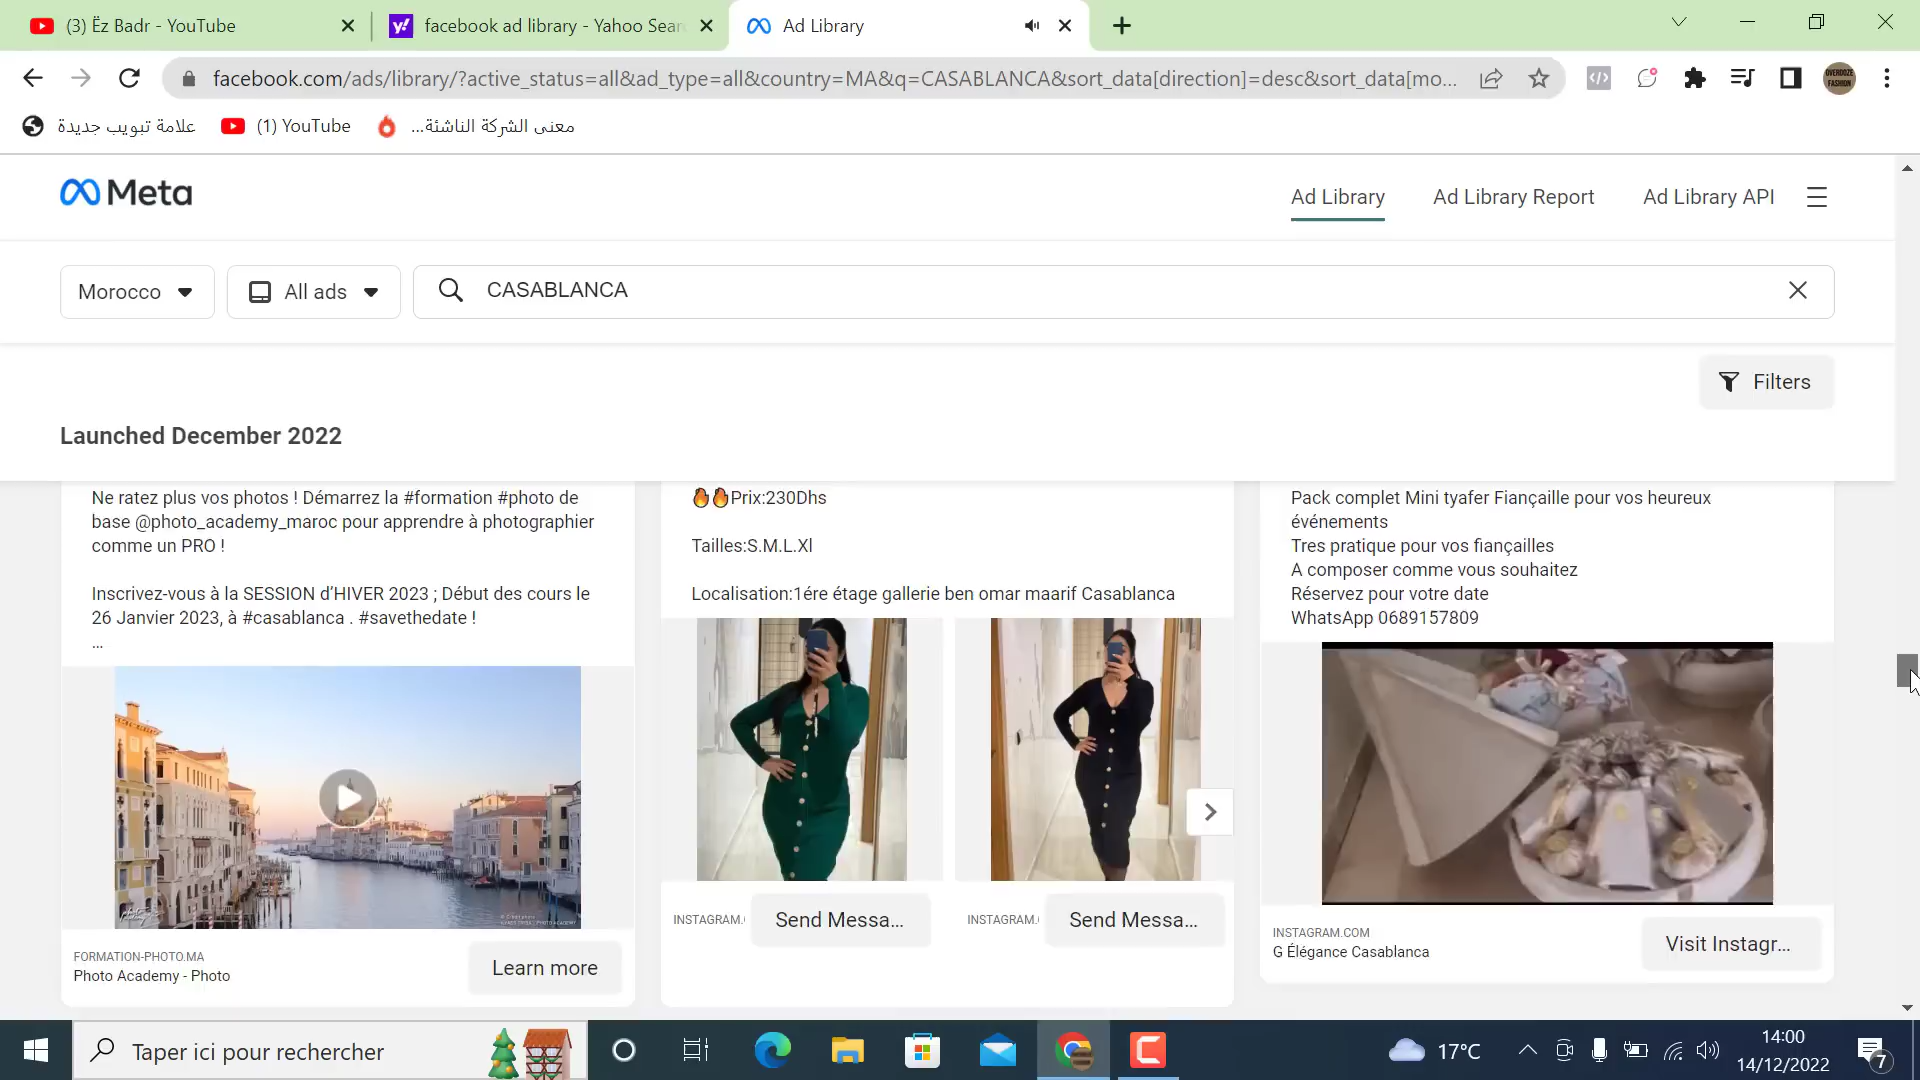 (3) Ëz Badr - YouTube
facebook ad library - Yahoo Sear
Ad Library
facebook.com/ads/library/?active_status=all&ad_type=all&country=MA&q=CASABLANCA&sort_data[direction]=desc&sort_data[mo...
علامة تبويب جديدة
(1) YouTube
معنى الشركة الناشئة...
Meta
Ad Library
Ad Library Report
Ad Library API
Morocco
All ads
CASABLANCA
Filters
Launched December 2022
Ne ratez plus vos photos ! Démarrez la #formation #photo de
base @photo_academy_maroc pour apprendre à photographier
comme un PRO !
Inscrivez-vous à la SESSION d'HIVER 2023 ; Début des cours le
26 Janvier 2023, à #casablanca . #savethedate !
...
FORMATION-PHOTO.MA
Photo Academy - Photo
Learn more
🔥🔥Prix:230Dhs
Tailles:S.M.L.Xl
Localisation:1ére étage gallerie ben omar maarif Casablanca
INSTAGRAM.
Send Messa...
INSTAGRAM.
Send Messa...
Pack complet Mini tyafer Fiançaille pour vos heureux
événements
Tres pratique pour vos fiançailles
A composer comme vous souhaitez
Réservez pour votre date
WhatsApp 0689157809
INSTAGRAM.COM
G Élégance Casablanca
Visit Instagr...
Taper ici pour rechercher
17°C
14:00
14/12/2022
7